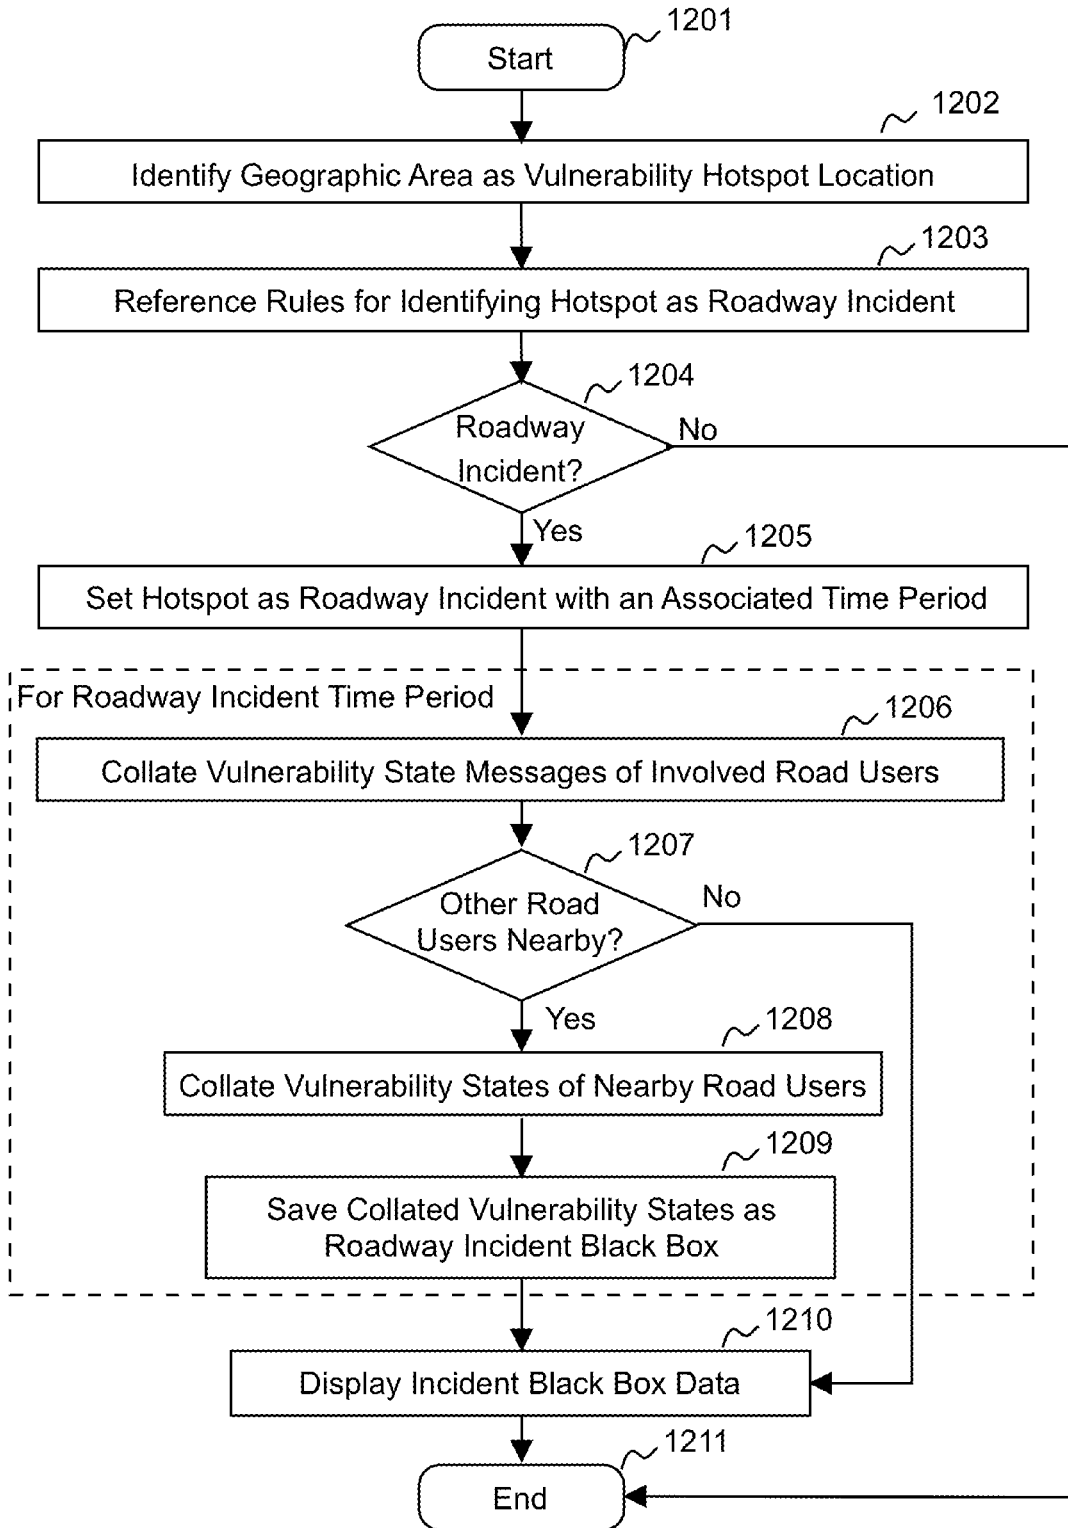 1201
Start
1202
Identify Geographic Area as Vulnerability Hotspot Location
1203
Reference Rules for Identifying Hotspot as Roadway Incident
1204
Roadway
Incident?
No
Yes
1205
Set Hotspot as Roadway Incident with an Associated Time Period
For Roadway Incident Time Period
1206
Collate Vulnerability State Messages of Involved Road Users
1207
Other Road
Users Nearby?
No
Yes
1208
Collate Vulnerability States of Nearby Road Users
1209
Save Collated Vulnerability States as
Roadway Incident Black Box
1210
Display Incident Black Box Data
1211
End